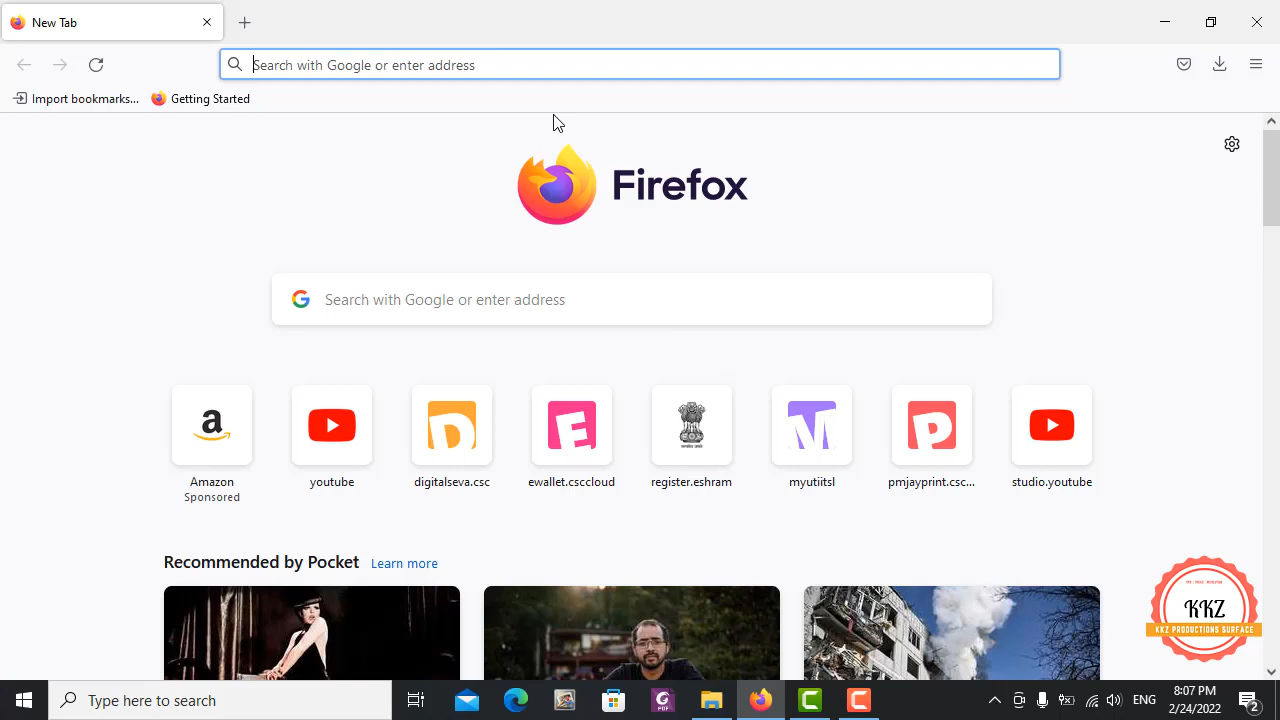 New Tab
Search with Google or enter address
Import bookmarks...
Getting Started
Firefox
Search with Google or enter address
a
D
E
M
P
Amazon
Sponsored
youtube
digitalseva.csc
ewallet.csccloud
register.eshram
myutiitsl
pmjayprint.csc...
studio.youtube
Recommended by Pocket
Learn more
KKZ
KKZ PRODUCTIONS SURFACE
Type here to search
PDF
ENG
8:07 PM
2/24/2022
2